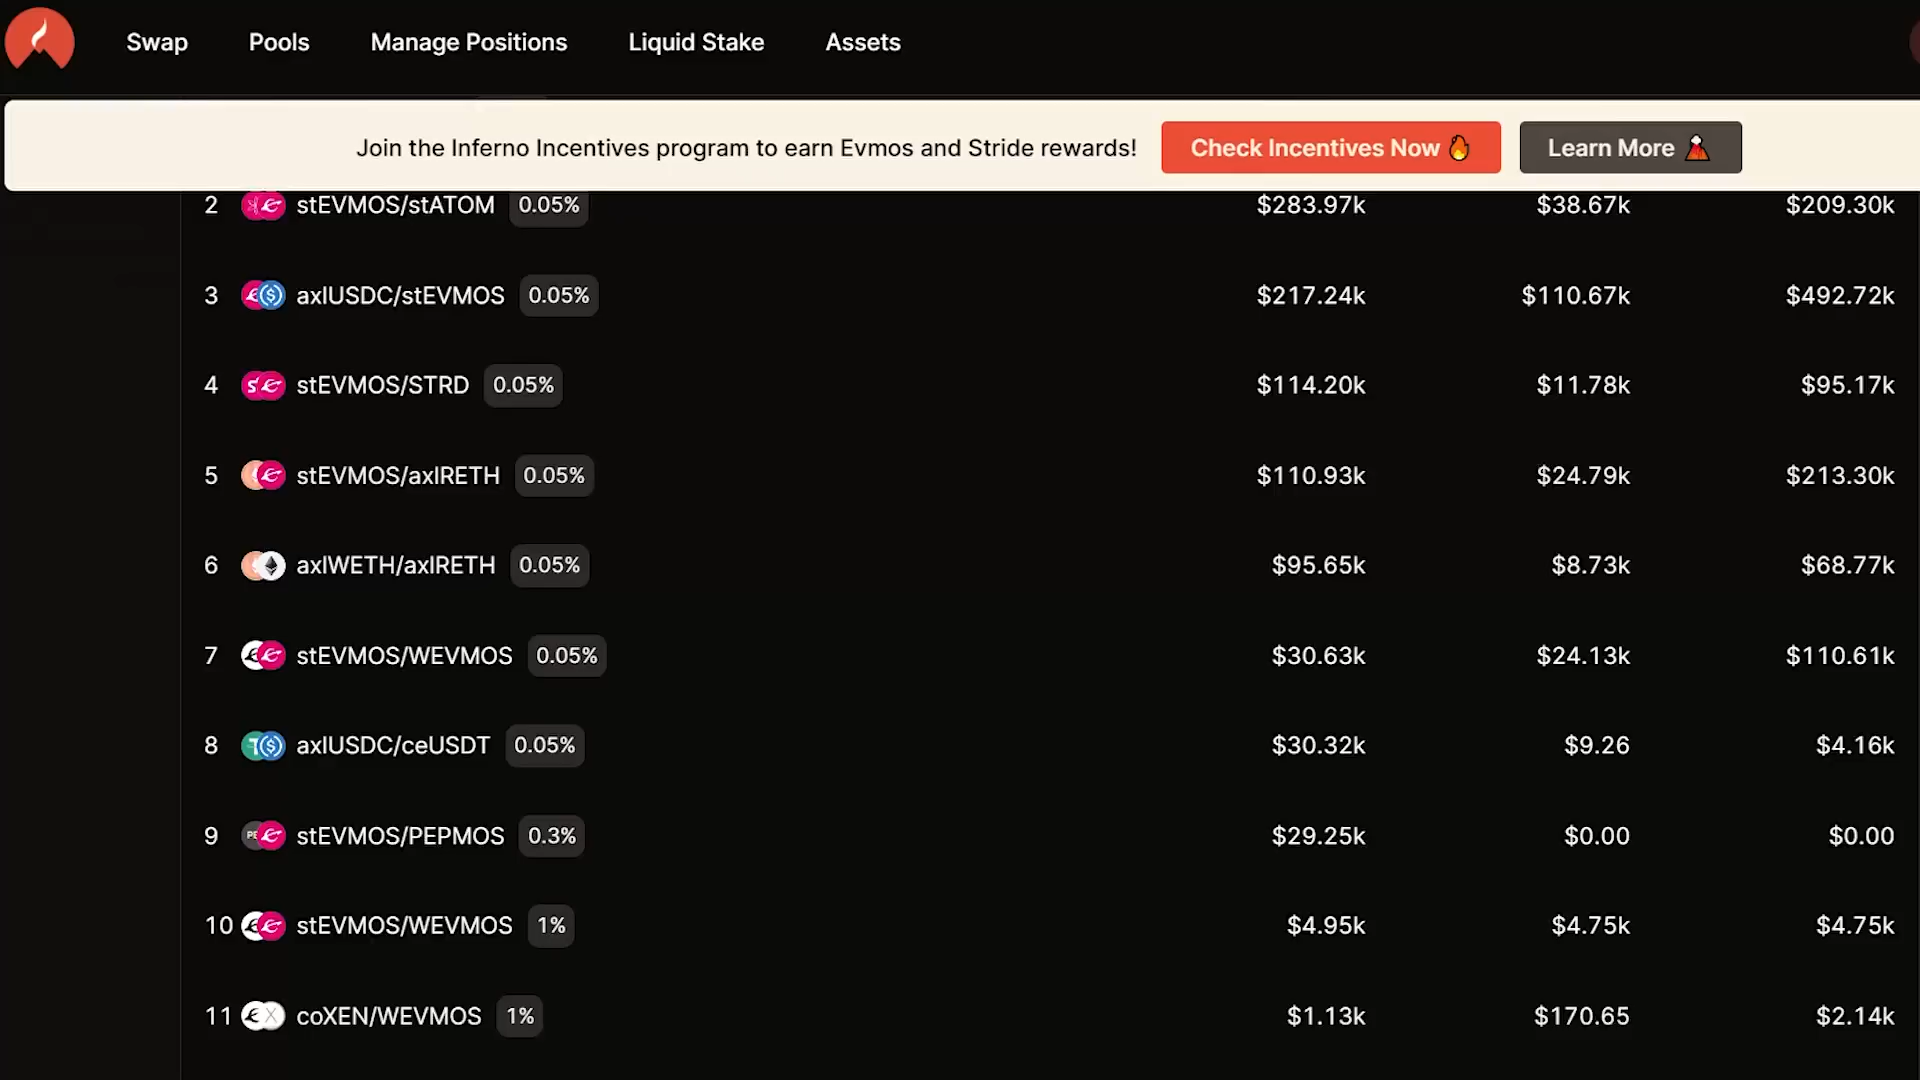 Swap Pools Manage Positions Liquid Stake Assets
Join the Inferno Incentives program to earn Evmos and Stride rewards! Check Incentives Now Learn More
2 stEVMOS/stATOM 0.05% $283.97k $38.67k $209.30k
3 axlUSDC/stEVMOS 0.05% $217.24k $110.67k $492.72k
4 stEVMOS/STRD 0.05% $114.20k $11.78k $95.17k
5 stEVMOS/axlRETH 0.05% $110.93k $24.79k $213.30k
6 axlWETH/axlRETH 0.05% $95.65k $8.73k $68.77k
7 stEVMOS/WEVMOS 0.05% $30.63k $24.13k $110.61k
8 axlUSDC/ceUSDT 0.05% $30.32k $9.26 $4.16k
9 stEVMOS/PEPMOS 0.3% $29.25k $0.00 $0.00
10 stEVMOS/WEVMOS 1% $4.95k $4.75k $4.75k
11 coXEN/WEVMOS 1% $1.13k $170.65 $2.14k